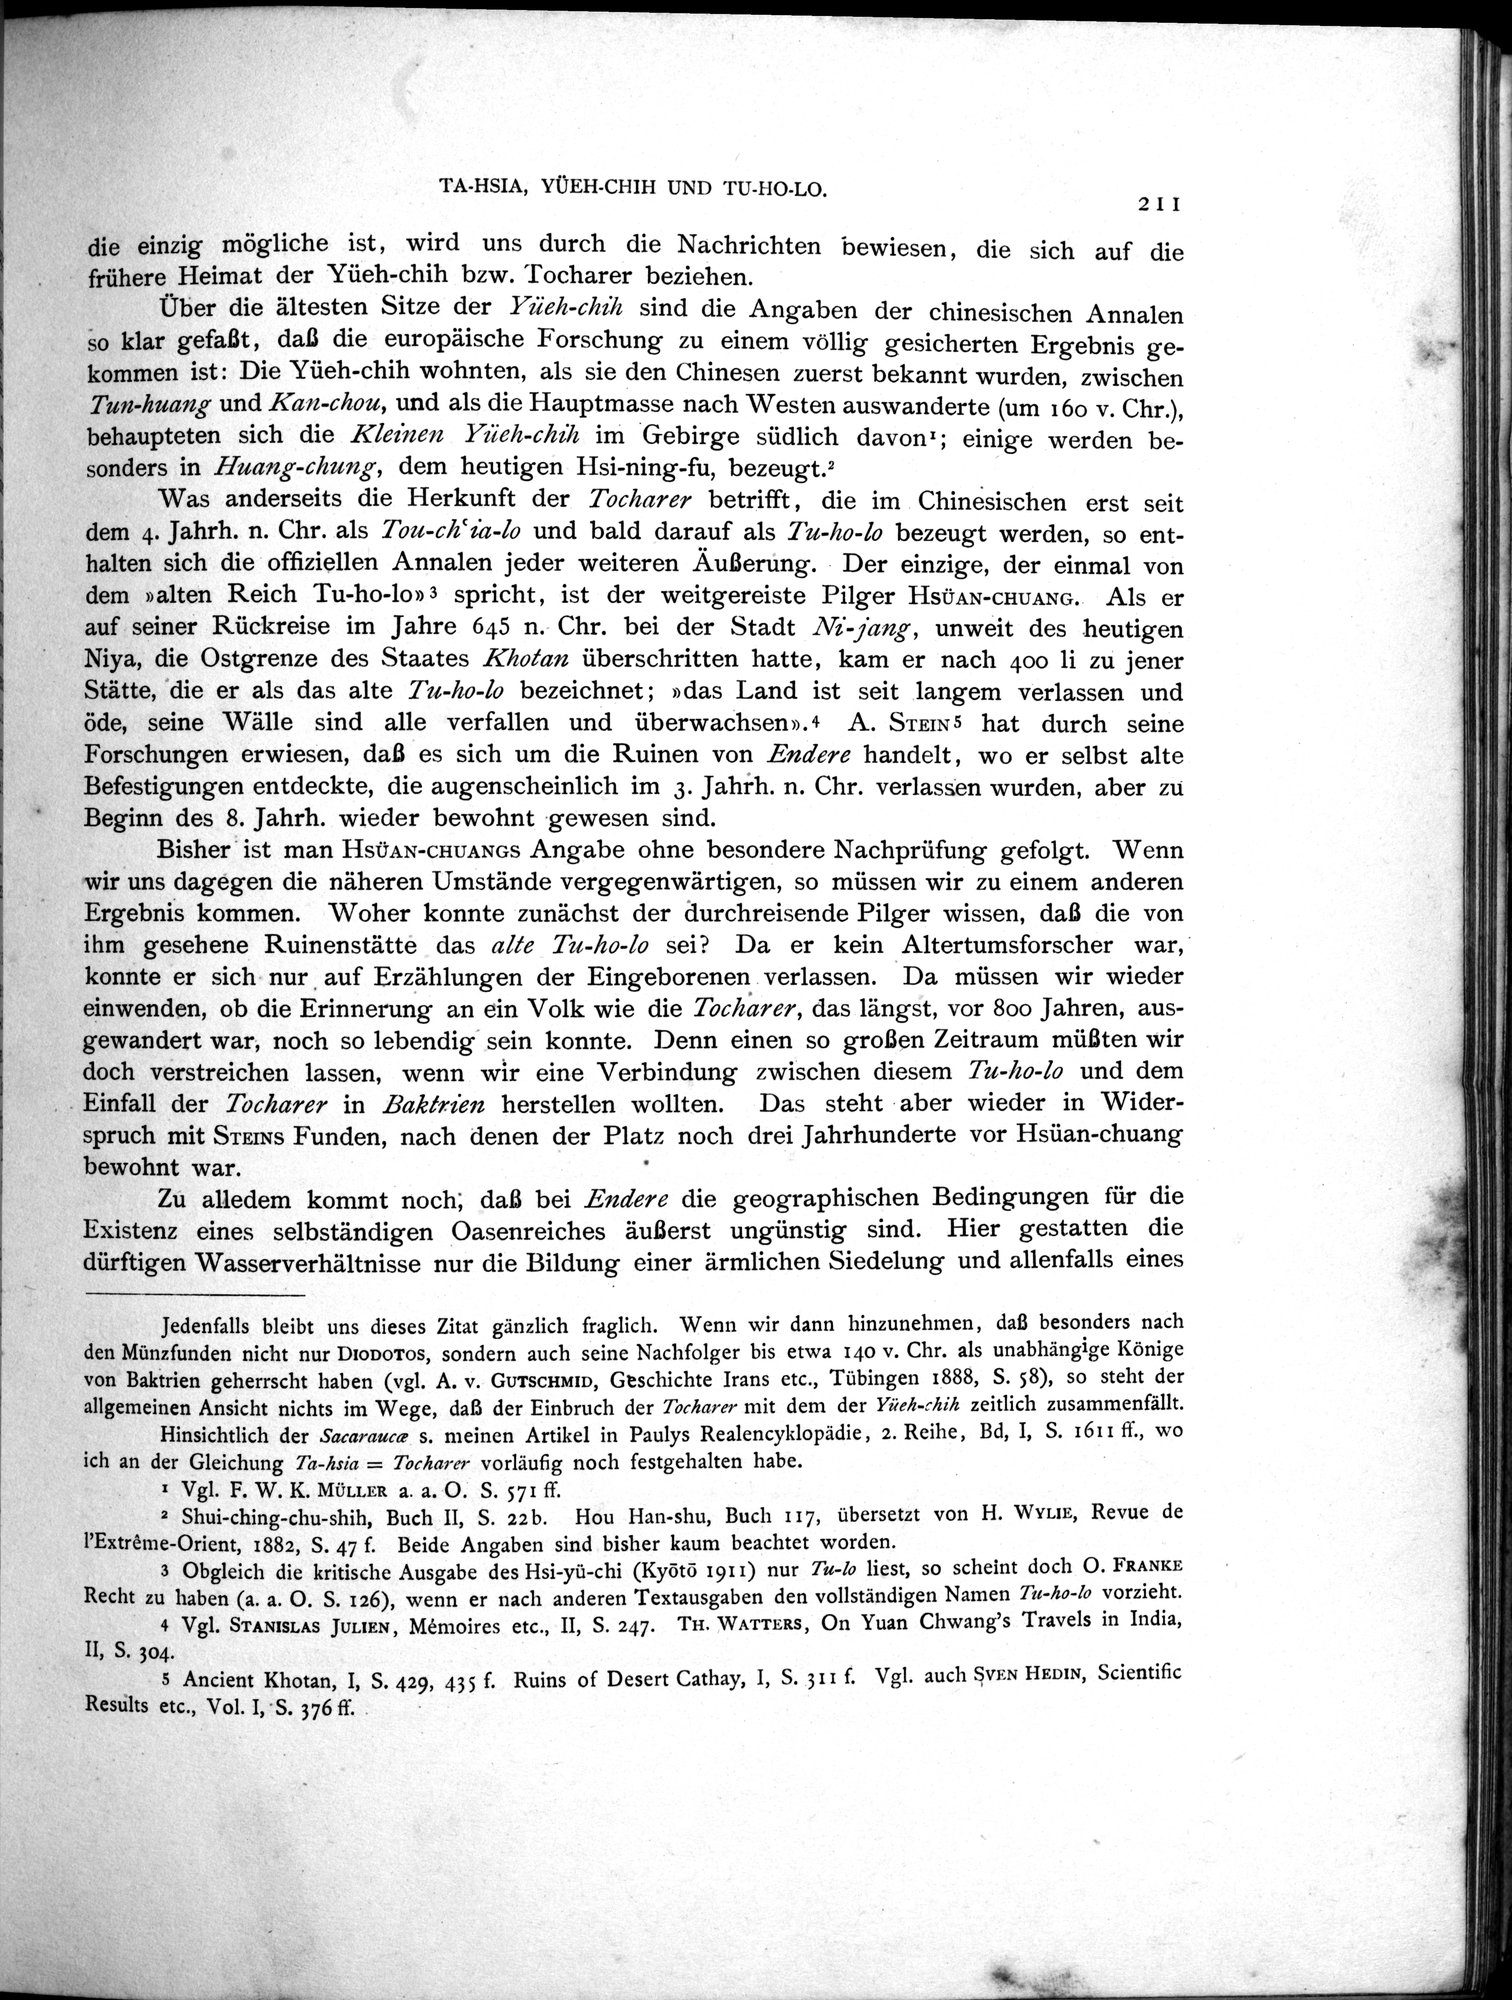 TA-HSIA, YÜEH-CHIH UND TU-HO-LO.
211
die einzig mögliche ist, wird uns durch die Nachrichten bewiesen, die sich auf die
frühere Heimat der Yüeh-chih bzw. Tocharer beziehen.
Über die ältesten Sitze der Yüeh-chih sind die Angaben der chinesischen Annalen
so klar gefaßt, daß die europäische Forschung zu einem völlig gesicherten Ergebnis ge-
kommen ist: Die Yüeh-chih wohnten, als sie den Chinesen zuerst bekannt wurden, zwischen
Tun-huang und Kan-chou, und als die Hauptmasse nach Westen auswanderte (um 160 v. Chr.),
behaupteten sich die Kleinen Yüeh-chih im Gebirge südlich davon¹; einige werden be-
sonders in Huang-chung, dem heutigen Hsi-ning-fu, bezeugt.²
Was anderseits die Herkunft der Tocharer betrifft, die im Chinesischen erst seit
dem 4. Jahrh. n. Chr. als Tou-chʻia-lo und bald darauf als Tu-ho-lo bezeugt werden, so ent-
halten sich die offiziellen Annalen jeder weiteren Äußerung. Der einzige, der einmal von
dem »alten Reich Tu-ho-lo»³ spricht, ist der weitgereiste Pilger HSÜAN-CHUANG. Als er
auf seiner Rückreise im Jahre 645 n. Chr. bei der Stadt Ni-jang, unweit des heutigen
Niya, die Ostgrenze des Staates Khotan überschritten hatte, kam er nach 400 li zu jener
Stätte, die er als das alte Tu-ho-lo bezeichnet; »das Land ist seit langem verlassen und
öde, seine Wälle sind alle verfallen und überwachsen».⁴ A. STEIN⁵ hat durch seine
Forschungen erwiesen, daß es sich um die Ruinen von Endere handelt, wo er selbst alte
Befestigungen entdeckte, die augenscheinlich im 3. Jahrh. n. Chr. verlassen wurden, aber zu
Beginn des 8. Jahrh. wieder bewohnt gewesen sind.
Bisher ist man HSÜAN-CHUANGS Angabe ohne besondere Nachprüfung gefolgt. Wenn
wir uns dagegen die näheren Umstände vergegenwärtigen, so müssen wir zu einem anderen
Ergebnis kommen. Woher konnte zunächst der durchreisende Pilger wissen, daß die von
ihm gesehene Ruinenstätte das alte Tu-ho-lo sei? Da er kein Altertumsforscher war,
konnte er sich nur auf Erzählungen der Eingeborenen verlassen. Da müssen wir wieder
einwenden, ob die Erinnerung an ein Volk wie die Tocharer, das längst, vor 800 Jahren, aus-
gewandert war, noch so lebendig sein konnte. Denn einen so großen Zeitraum müßten wir
doch verstreichen lassen, wenn wir eine Verbindung zwischen diesem Tu-ho-lo und dem
Einfall der Tocharer in Baktrien herstellen wollten. Das steht aber wieder in Wider-
spruch mit STEINS Funden, nach denen der Platz noch drei Jahrhunderte vor Hsüan-chuang
bewohnt war.
Zu alledem kommt noch, daß bei Endere die geographischen Bedingungen für die
Existenz eines selbständigen Oasenreiches äußerst ungünstig sind. Hier gestatten die
dürftigen Wasserverhältnisse nur die Bildung einer ärmlichen Siedelung und allenfalls eines
Jedenfalls bleibt uns dieses Zitat gänzlich fraglich. Wenn wir dann hinzunehmen, daß besonders nach
den Münzfunden nicht nur DIODOTOS, sondern auch seine Nachfolger bis etwa 140 v. Chr. als unabhängige Könige
von Baktrien geherrscht haben (vgl. A. v. GUTSCHMID, Geschichte Irans etc., Tübingen 1888, S. 58), so steht der
allgemeinen Ansicht nichts im Wege, daß der Einbruch der Tocharer mit dem der Yüeh-chih zeitlich zusammenfällt.
Hinsichtlich der Sacaraucæ s. meinen Artikel in Paulys Realencyklopädie, 2. Reihe, Bd, I, S. 1611 ff., wo
ich an der Gleichung Ta-hsia = Tocharer vorläufig noch festgehalten habe.
¹ Vgl. F. W. K. MÜLLER a. a. O. S. 571 ff.
² Shui-ching-chu-shih, Buch II, S. 22 b. Hou Han-shu, Buch 117, übersetzt von H. WYLIE, Revue de
l'Extrême-Orient, 1882, S. 47 f. Beide Angaben sind bisher kaum beachtet worden.
³ Obgleich die kritische Ausgabe des Hsi-yü-chi (Kyōtō 1911) nur Tu-lo liest, so scheint doch O. FRANKE
Recht zu haben (a. a. O. S. 126), wenn er nach anderen Textausgaben den vollständigen Namen Tu-ho-lo vorzieht.
⁴ Vgl. STANISLAS JULIEN, Mémoires etc., II, S. 247. TH. WATTERS, On Yuan Chwang's Travels in India,
II, S. 304.
⁵ Ancient Khotan, I, S. 429, 435 f. Ruins of Desert Cathay, I, S. 311 f. Vgl. auch SVEN HEDIN, Scientific
Results etc., Vol. I, S. 376 ff.